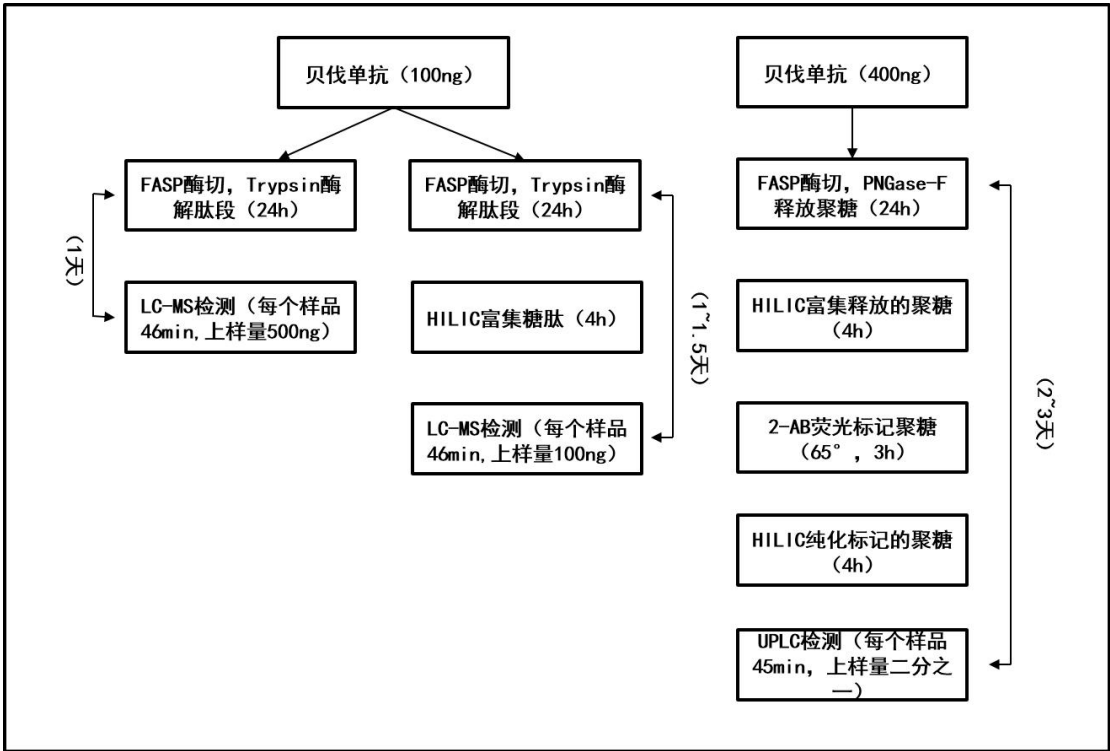 贝伐单抗（100ng）
FASP酶切，Trypsin酶
解肽段（24h）
LC-MS检测（每个样品
46min,上样量500ng）
（1天）
FASP酶切，Trypsin酶
解肽段（24h）
HILIC富集糖肽（4h）
LC-MS检测（每个样品
46min,上样量100ng）
（1~1.5天）
贝伐单抗（400ng）
FASP酶切，PNGase-F
释放聚糖（24h）
HILIC富集释放的聚糖
（4h）
2-AB荧光标记聚糖
（65°，3h）
HILIC纯化标记的聚糖
（4h）
UPLC检测（每个样品
45min，上样量二分之
一）
（2~3天）